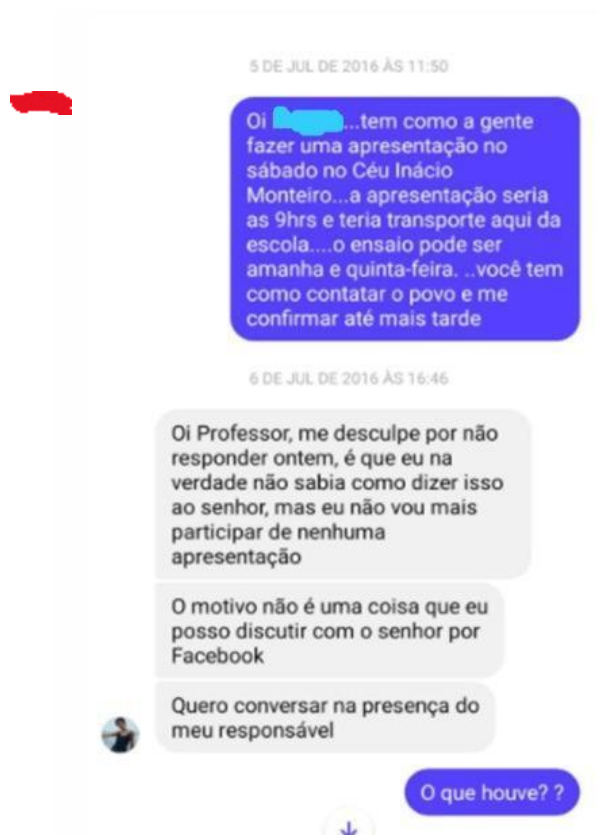 5 DE JUL DE 2016 ÀS 11:50
Oi ...tem como a gente
fazer uma apresentação no
sábado no Céu Inácio
Monteiro...a apresentação seria
as 9hrs e teria transporte aqui da
escola....o ensaio pode ser
amanha e quinta-feira. ..você tem
como contatar o povo e me
confirmar até mais tarde
6 DE JUL DE 2016 ÀS 16:46
Oi Professor, me desculpe por não
responder ontem, é que eu na
verdade não sabia como dizer isso
ao senhor, mas eu não vou mais
participar de nenhuma
apresentação
O motivo não é uma coisa que eu
posso discutir com o senhor por
Facebook
Quero conversar na presença do
meu responsável
O que houve? ?